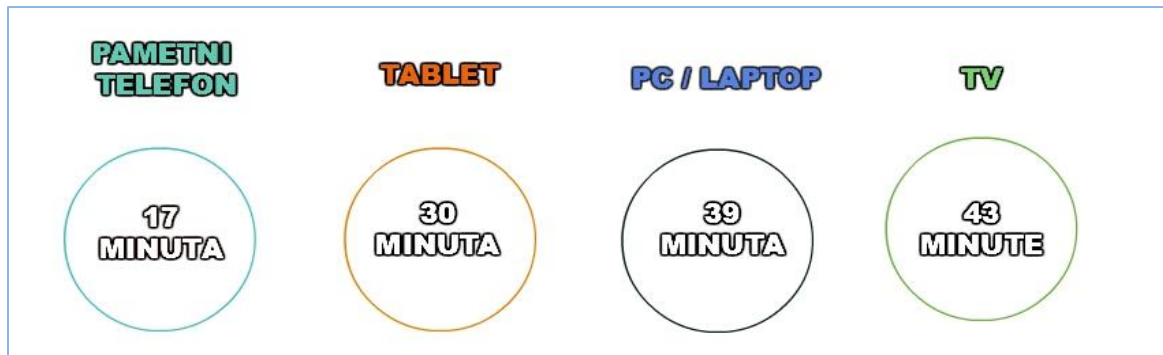 PAMETNI
TELEFON
TABLET
PC / LAPTOP
TV
17
MINUTA
30
MINUTA
39
MINUTA
43
MINUTE